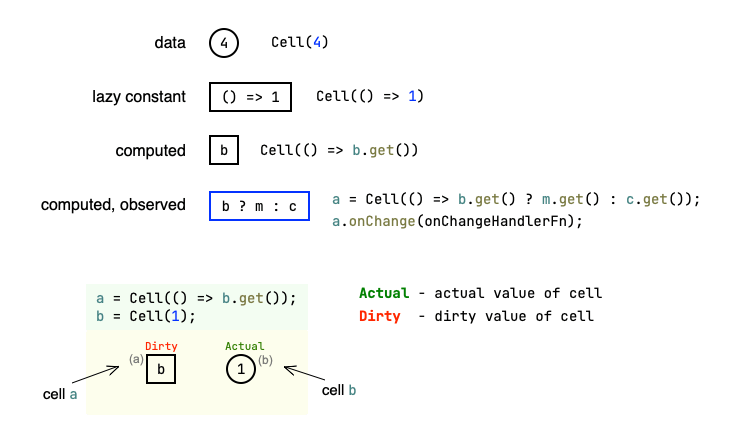 data 4 Cell(4)
lazy constant () => 1 Cell(() => 1)
computed b Cell(() => b.get())
computed, observed b ? m : c a = Cell(() => b.get() ? m.get() : c.get());
a.onChange(onChangeHandlerFn);
a = Cell(() => b.get());
b = Cell(1);
Actual - actual value of cell
Dirty - dirty value of cell
Dirty Actual
(a) b 1 (b)
cell a cell b